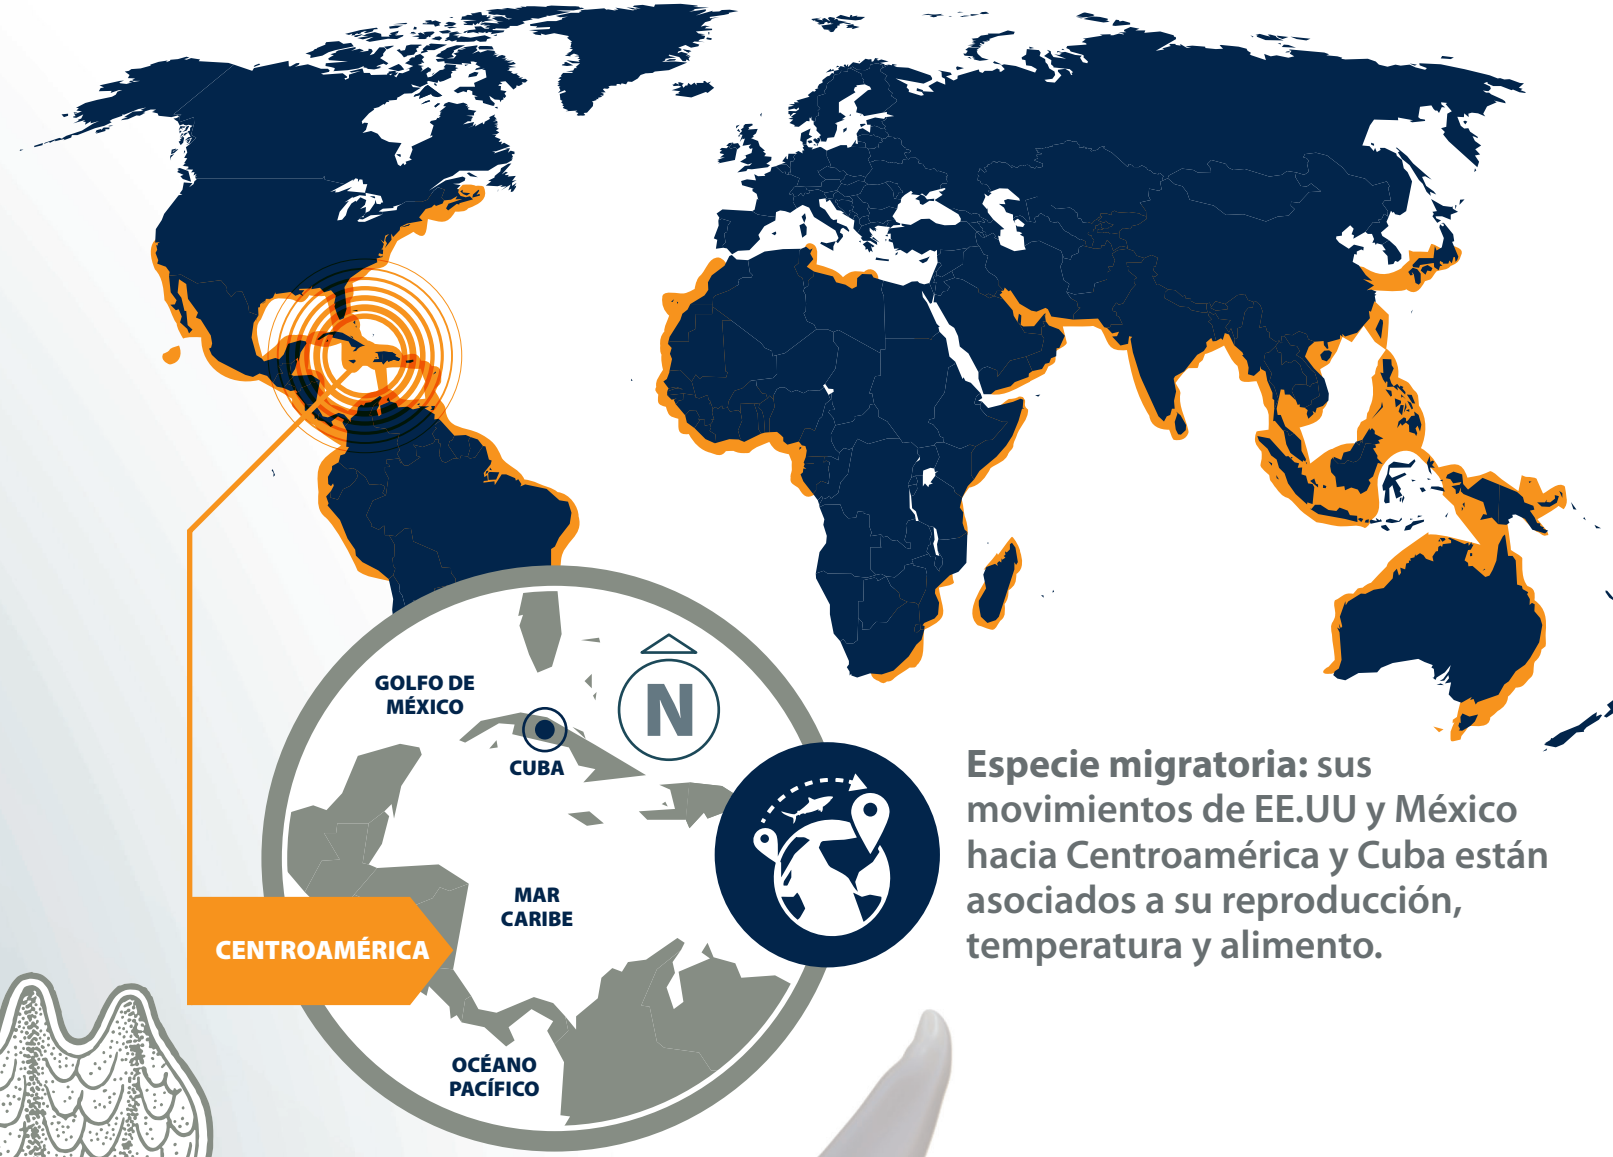 GOLFO DE
MÉXICO
N
CUBA
MAR
CARIBE
CENTROAMÉRICA
OCÉANO
PACÍFICO
Especie migratoria: sus
movimientos de EE.UU y México
hacia Centroamérica y Cuba están
asociados a su reproducción,
temperatura y alimento.